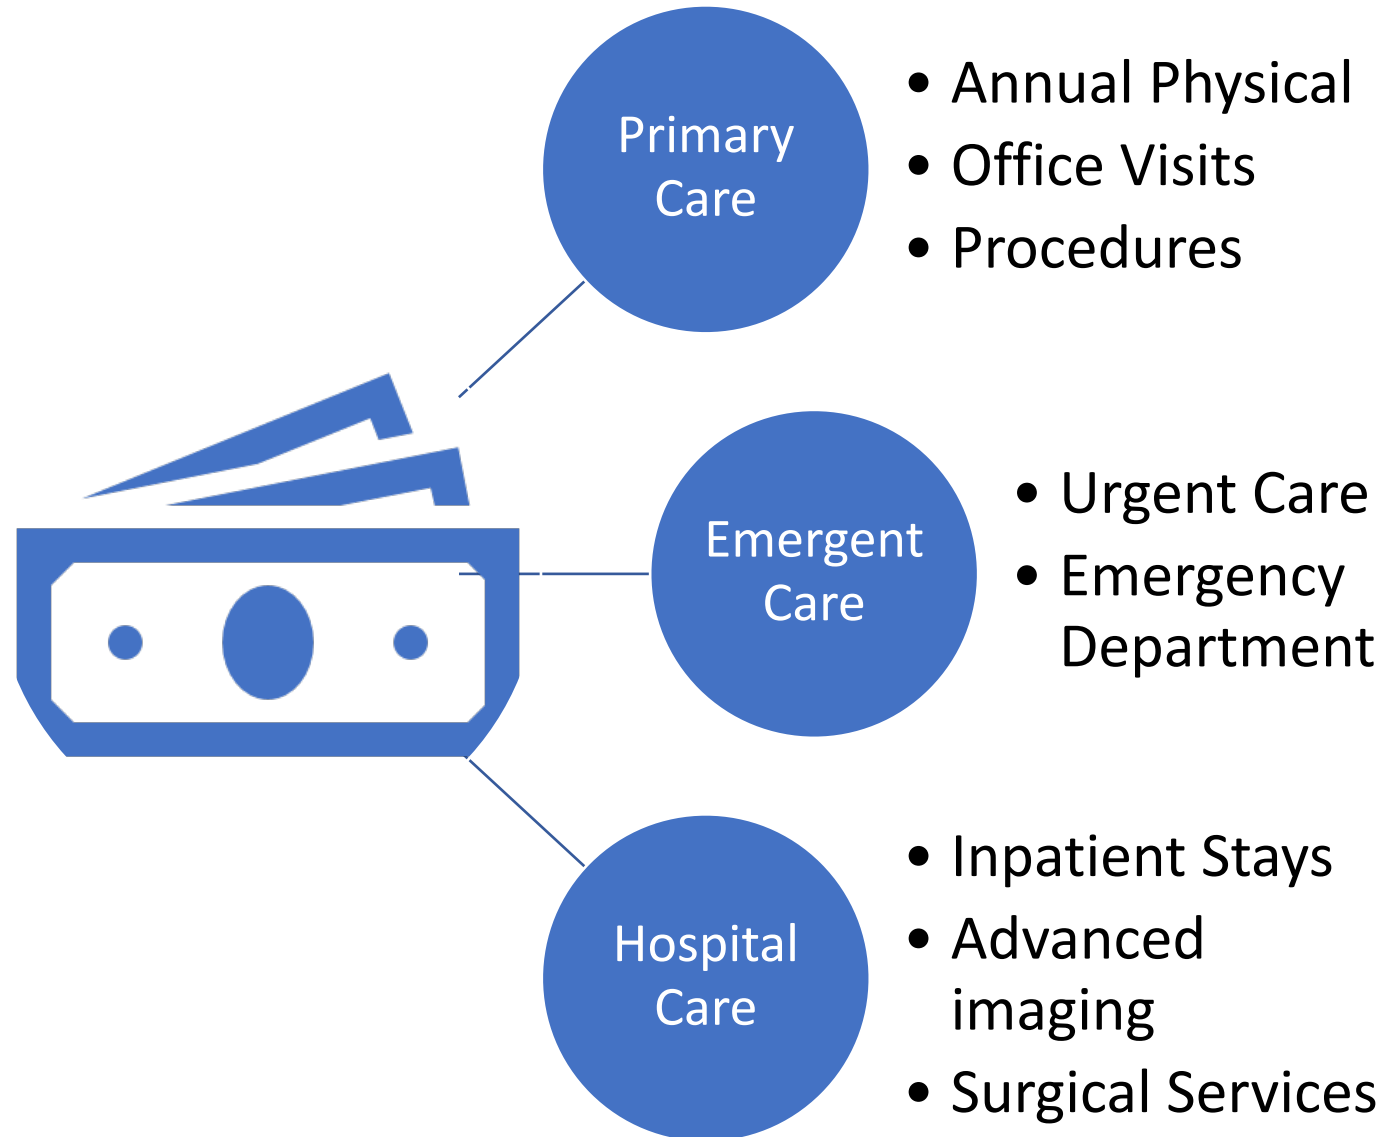 Primary
Care
• Annual Physical
• Office Visits
• Procedures
Emergent
Care
• Urgent Care
• Emergency
Department
Hospital
Care
• Inpatient Stays
• Advanced
imaging
• Surgical Services